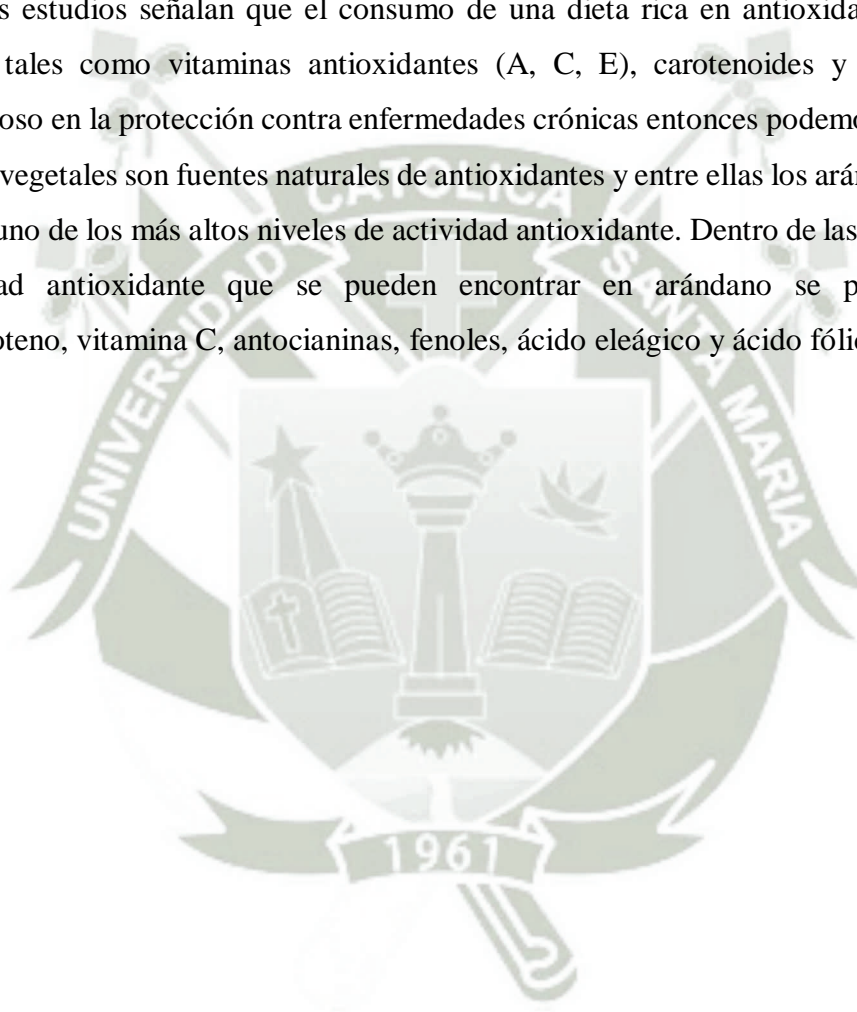 s estudios señalan que el consumo de una dieta rica en antioxida
tales como vitaminas antioxidantes (A, C, E), carotenoides y
oso en la protección contra enfermedades crónicas entonces podemo
vegetales son fuentes naturales de antioxidantes y entre ellas los arán
uno de los más altos niveles de actividad antioxidante. Dentro de las
ad antioxidante que se pueden encontrar en arándano se p
oteno, vitamina C, antocianinas, fenoles, ácido eleágico y ácido fólic
UNIVERSIDAD CATOLICA SANTA MARIA
1961